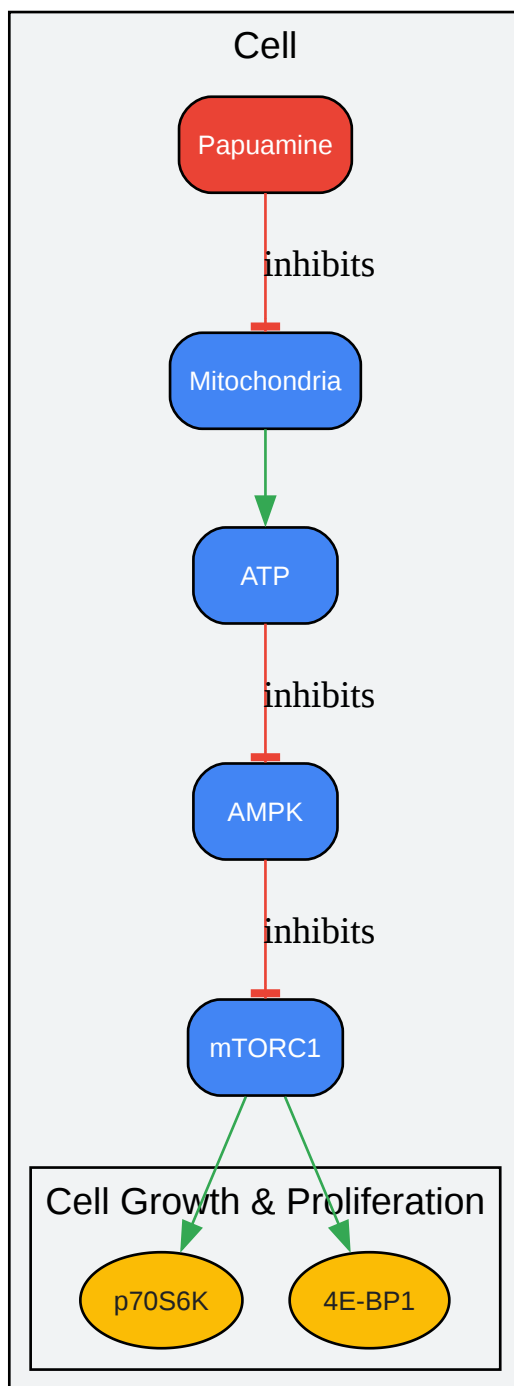 Cell
Papuamine
inhibits
Mitochondria
ATP
inhibits
AMPK
inhibits
mTORC1
Cell Growth & Proliferation
p70S6K
4E-BP1